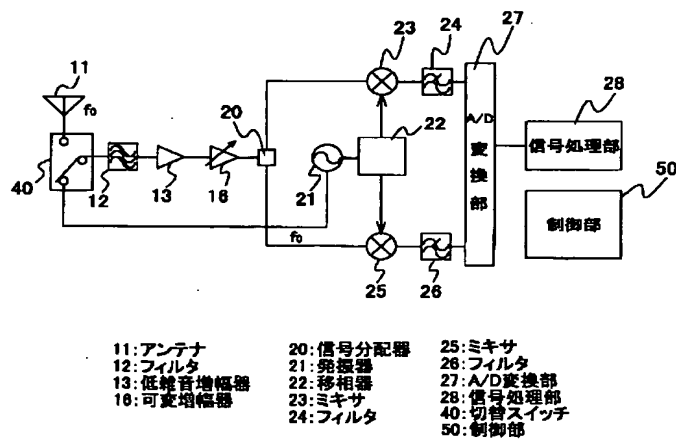 11
f₀
40
12
13
16
20
21
22
23
24
27
A/D変換部
信号処理部
28
制御部
50
f₀
25
26
11:アンテナ
12:フィルタ
13:低雑音増幅器
16:可変増幅器
20:信号分配器
21:発振器
22:移相器
23:ミキサ
24:フィルタ
25:ミキサ
26:フィルタ
27:A/D変換部
28:信号処理部
40:切替スイッチ
50:制御部